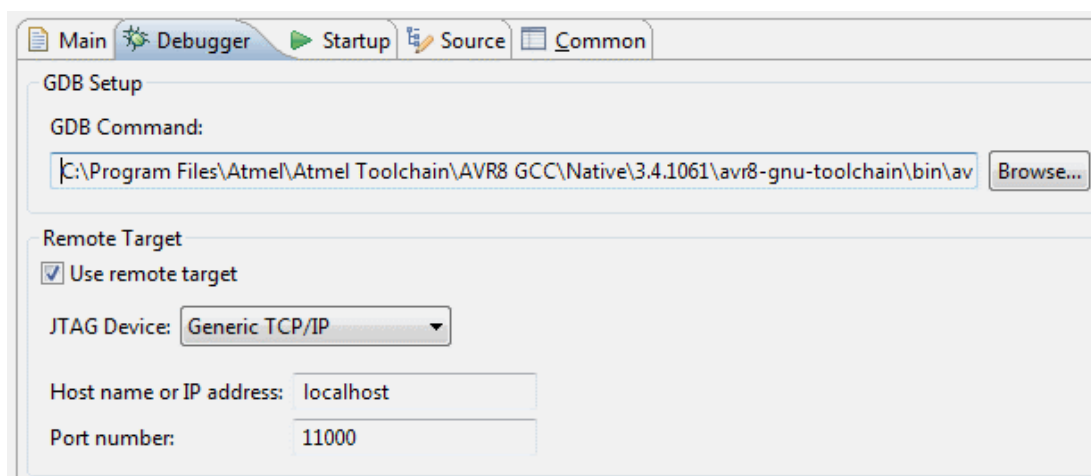 Main Debugger Startup Source Common
GDB Setup
GDB Command:
C:\Program Files\Atmel\Atmel Toolchain\AVR8 GCC\Native\3.4.1061\avr8-gnu-toolchain\bin\av Browse...
Remote Target
Use remote target
JTAG Device: Generic TCP/IP
Host name or IP address: localhost
Port number: 11000